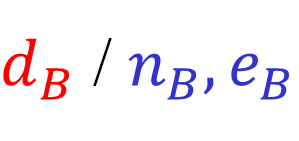 d_B / n_B, e_B